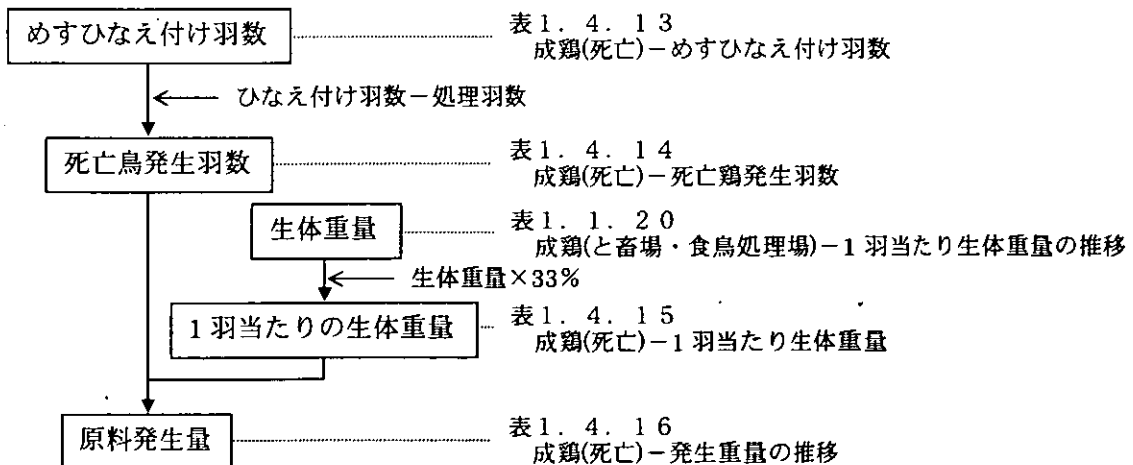 めすひなえ付け羽数
表1.4.13
成鶏(死亡)-めすひなえ付け羽数
ひなえ付け羽数-処理羽数
死亡鳥発生羽数
表1.4.14
成鶏(死亡)-死亡鶏発生羽数
生体重量
表1.1.20
成鶏(と畜場・食鳥処理場)-1羽当たり生体重量の推移
生体重量×33%
1羽当たりの生体重量
表1.4.15
成鶏(死亡)-1羽当たり生体重量
原料発生量
表1.4.16
成鶏(死亡)-発生重量の推移